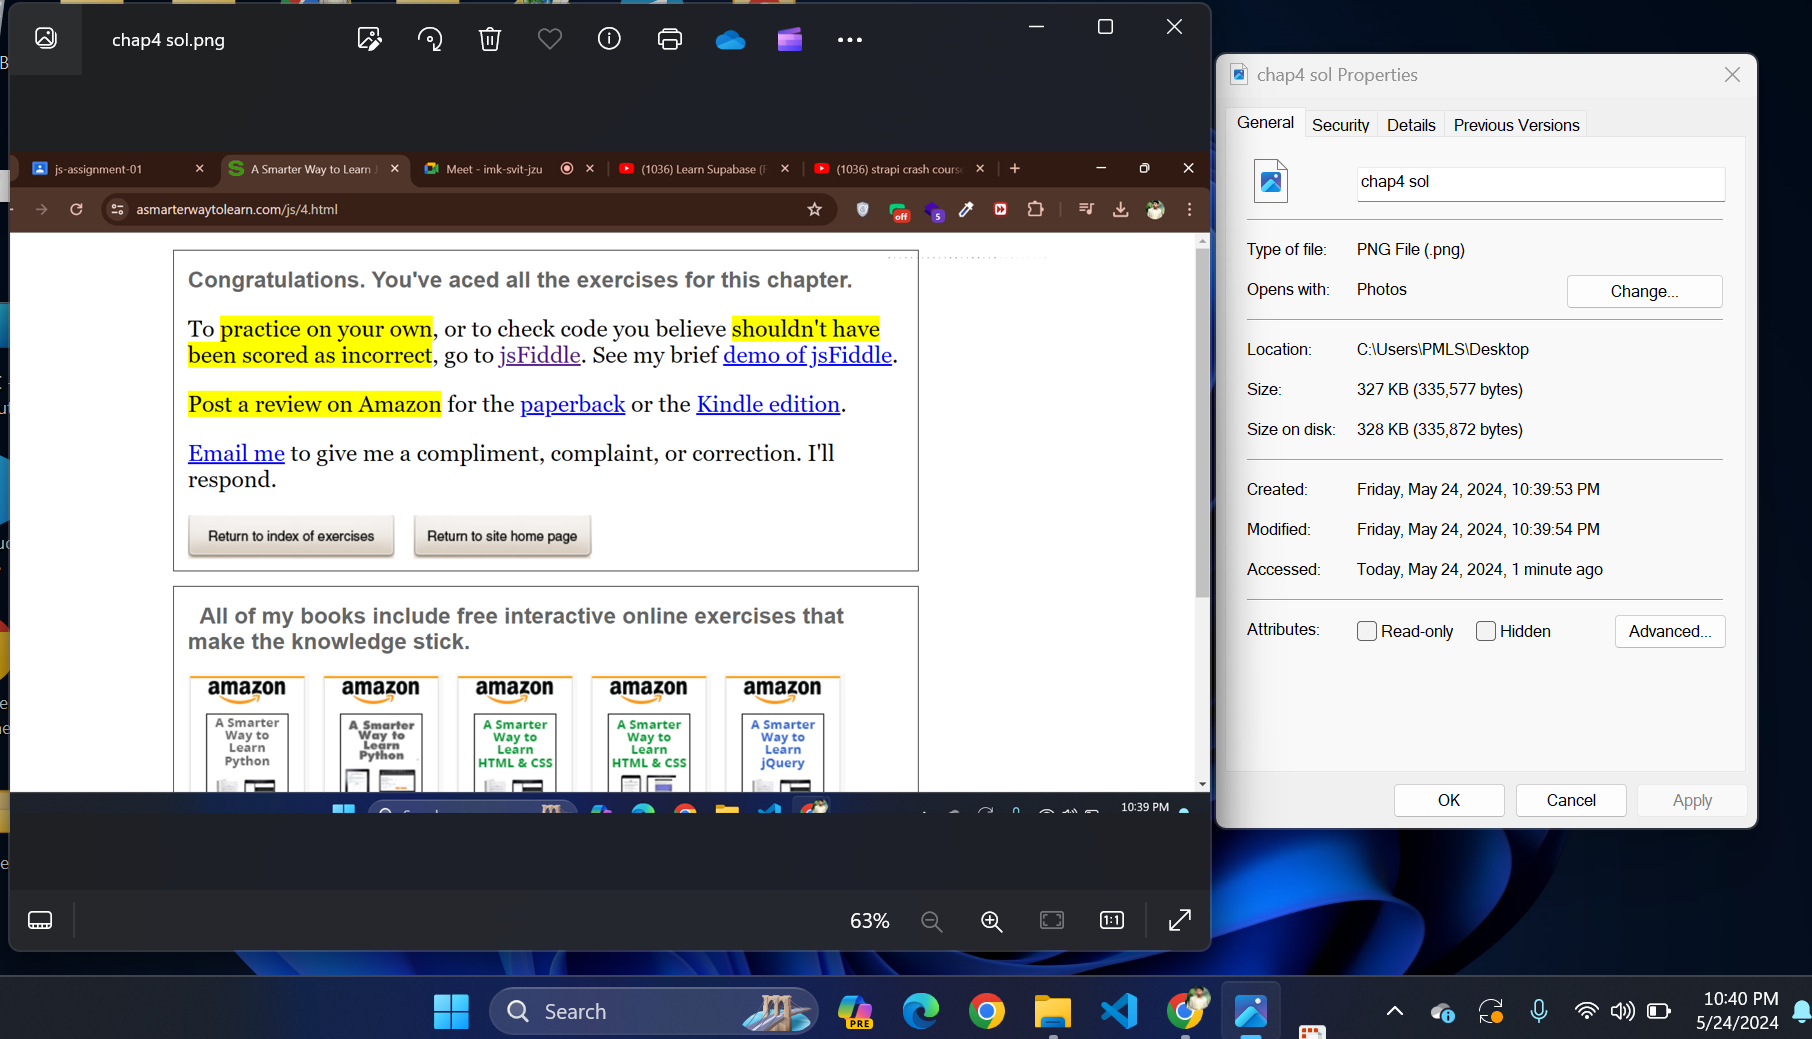 chap4 sol.png
js-assignment-01
A Smarter Way to Learn
Meet - imk-svit-jzu
(1036) Learn Supabase (F
(1036) strapi crash cours
asmarterwaytolearn.com/js/4.html
off
5
Congratulations. You've aced all the exercises for this chapter.
To practice on your own, or to check code you believe shouldn't have
been scored as incorrect, go to jsFiddle. See my brief demo of jsFiddle.
Post a review on Amazon for the paperback or the Kindle edition.
Email me to give me a compliment, complaint, or correction. I'll
respond.
Return to index of exercises
Return to site home page
All of my books include free interactive online exercises that
make the knowledge stick.
amazon
A Smarter
Way to
Learn
Python
amazon
A Smarter
Way to
Learn
Python
amazon
A Smarter
Way to
Learn
HTML & CSS
amazon
A Smarter
Way to
Learn
HTML & CSS
amazon
A Smarter
Way to
Learn
jQuery
10:39 PM
63%
1:1
chap4 sol Properties
General
Security
Details
Previous Versions
chap4 sol
Type of file: PNG File (.png)
Opens with: Photos
Change...
Location: C:\Users\PMLS\Desktop
Size: 327 KB (335,577 bytes)
Size on disk: 328 KB (335,872 bytes)
Created: Friday, May 24, 2024, 10:39:53 PM
Modified: Friday, May 24, 2024, 10:39:54 PM
Accessed: Today, May 24, 2024, 1 minute ago
Attributes: Read-only Hidden
Advanced...
OK
Cancel
Apply
Search
PRE
10:40 PM
5/24/2024